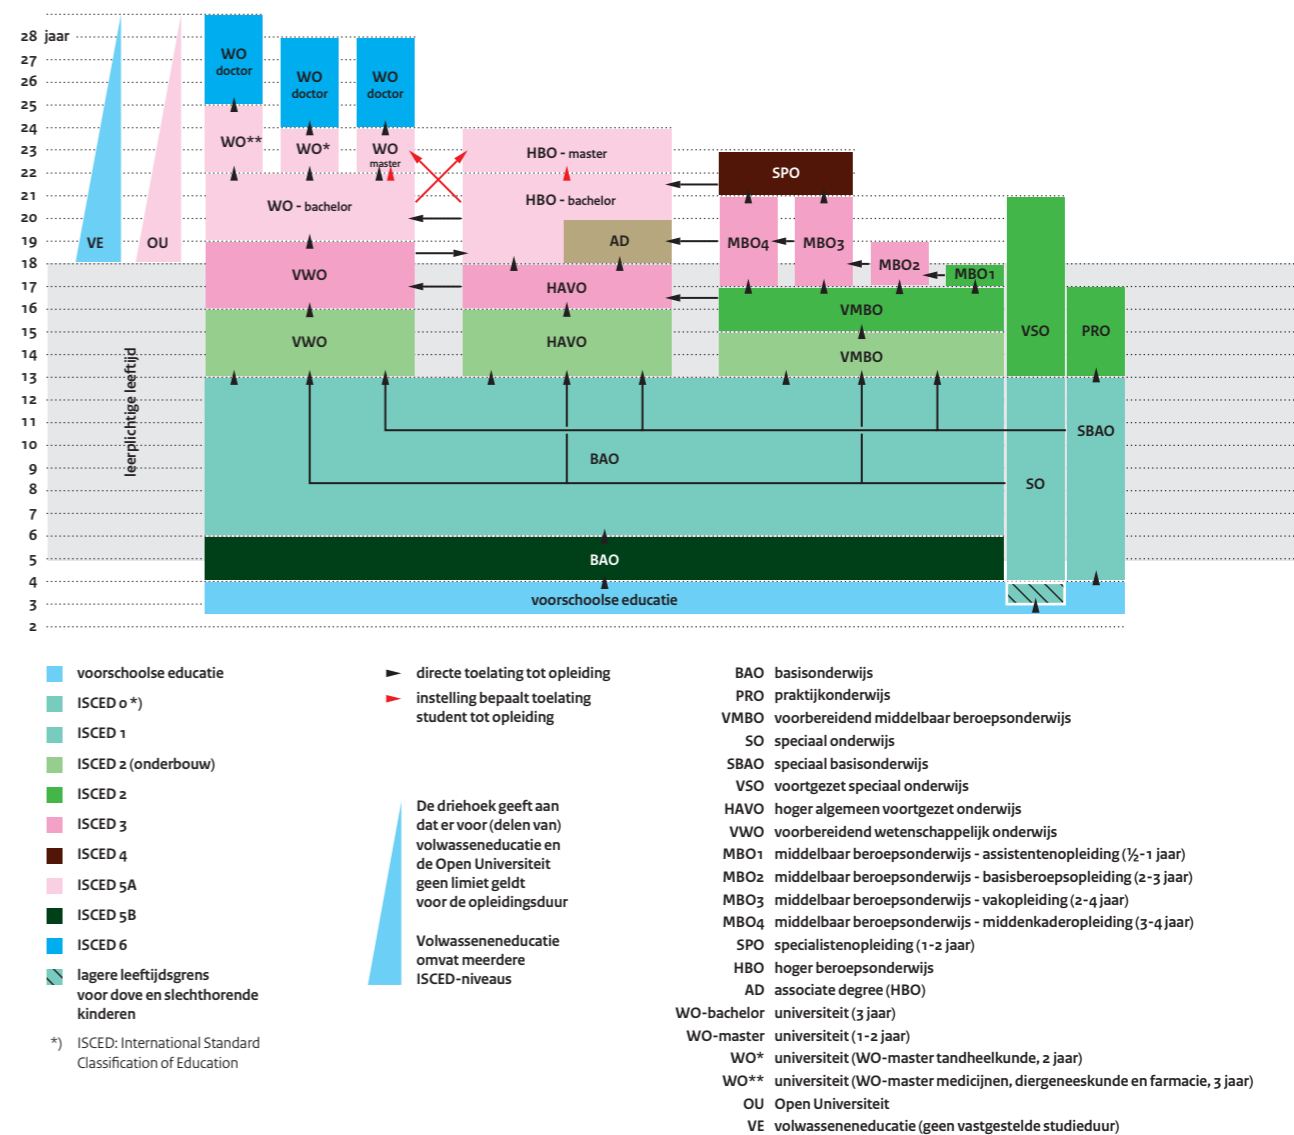 28 jaar
27
26
25
24
23
22
21
20
19
18
17
16
15
14
13
12
11
10
9
8
7
6
5
4
3
2
leerplichtige leeftijd
VE
OU
WO
doctor
WO
doctor
WO
doctor
WO**
WO*
WO
master
WO - bachelor
VWO
VWO
HBO - master
HBO - bachelor
AD
HAVO
HAVO
SPO
MBO4
MBO3
MBO2
MBO1
VMBO
VMBO
VSO
PRO
SBAO
SO
BAO
BAO
voorschoolse educatie
voorschoolse educatie
ISCED 0 *)
ISCED 1
ISCED 2 (onderbouw)
ISCED 2
ISCED 3
ISCED 4
ISCED 5A
ISCED 5B
ISCED 6
lagere leeftijdsgrens
voor dove en slechthorende
kinderen
*) ISCED: International Standard
Classification of Education
directe toelating tot opleiding
instelling bepaalt toelating
student tot opleiding
De driehoek geeft aan
dat er voor (delen van)
volwasseneducatie en
de Open Universiteit
geen limiet geldt
voor de opleidingsduur
Volwasseneneducatie
omvat meerdere
ISCED-niveaus
BAO basisonderwijs
PRO praktijkonderwijs
VMBO voorbereidend middelbaar beroepsonderwijs
SO speciaal onderwijs
SBAO speciaal basisonderwijs
VSO voortgezet speciaal onderwijs
HAVO hoger algemeen voortgezet onderwijs
VWO voorbereidend wetenschappelijk onderwijs
MBO1 middelbaar beroepsonderwijs - assistentenopleiding (½-1 jaar)
MBO2 middelbaar beroepsonderwijs - basisberoepsopleiding (2-3 jaar)
MBO3 middelbaar beroepsonderwijs - vakopleiding (2-4 jaar)
MBO4 middelbaar beroepsonderwijs - middenkaderopleiding (3-4 jaar)
SPO specialistenopleiding (1-2 jaar)
HBO hoger beroepsonderwijs
AD associate degree (HBO)
WO-bachelor universiteit (3 jaar)
WO-master universiteit (1-2 jaar)
WO* universiteit (WO-master tandheelkunde, 2 jaar)
WO** universiteit (WO-master medicijnen, diergeneeskunde en farmacie, 3 jaar)
OU Open Universiteit
VE volwasseneneducatie (geen vastgestelde studieduur)